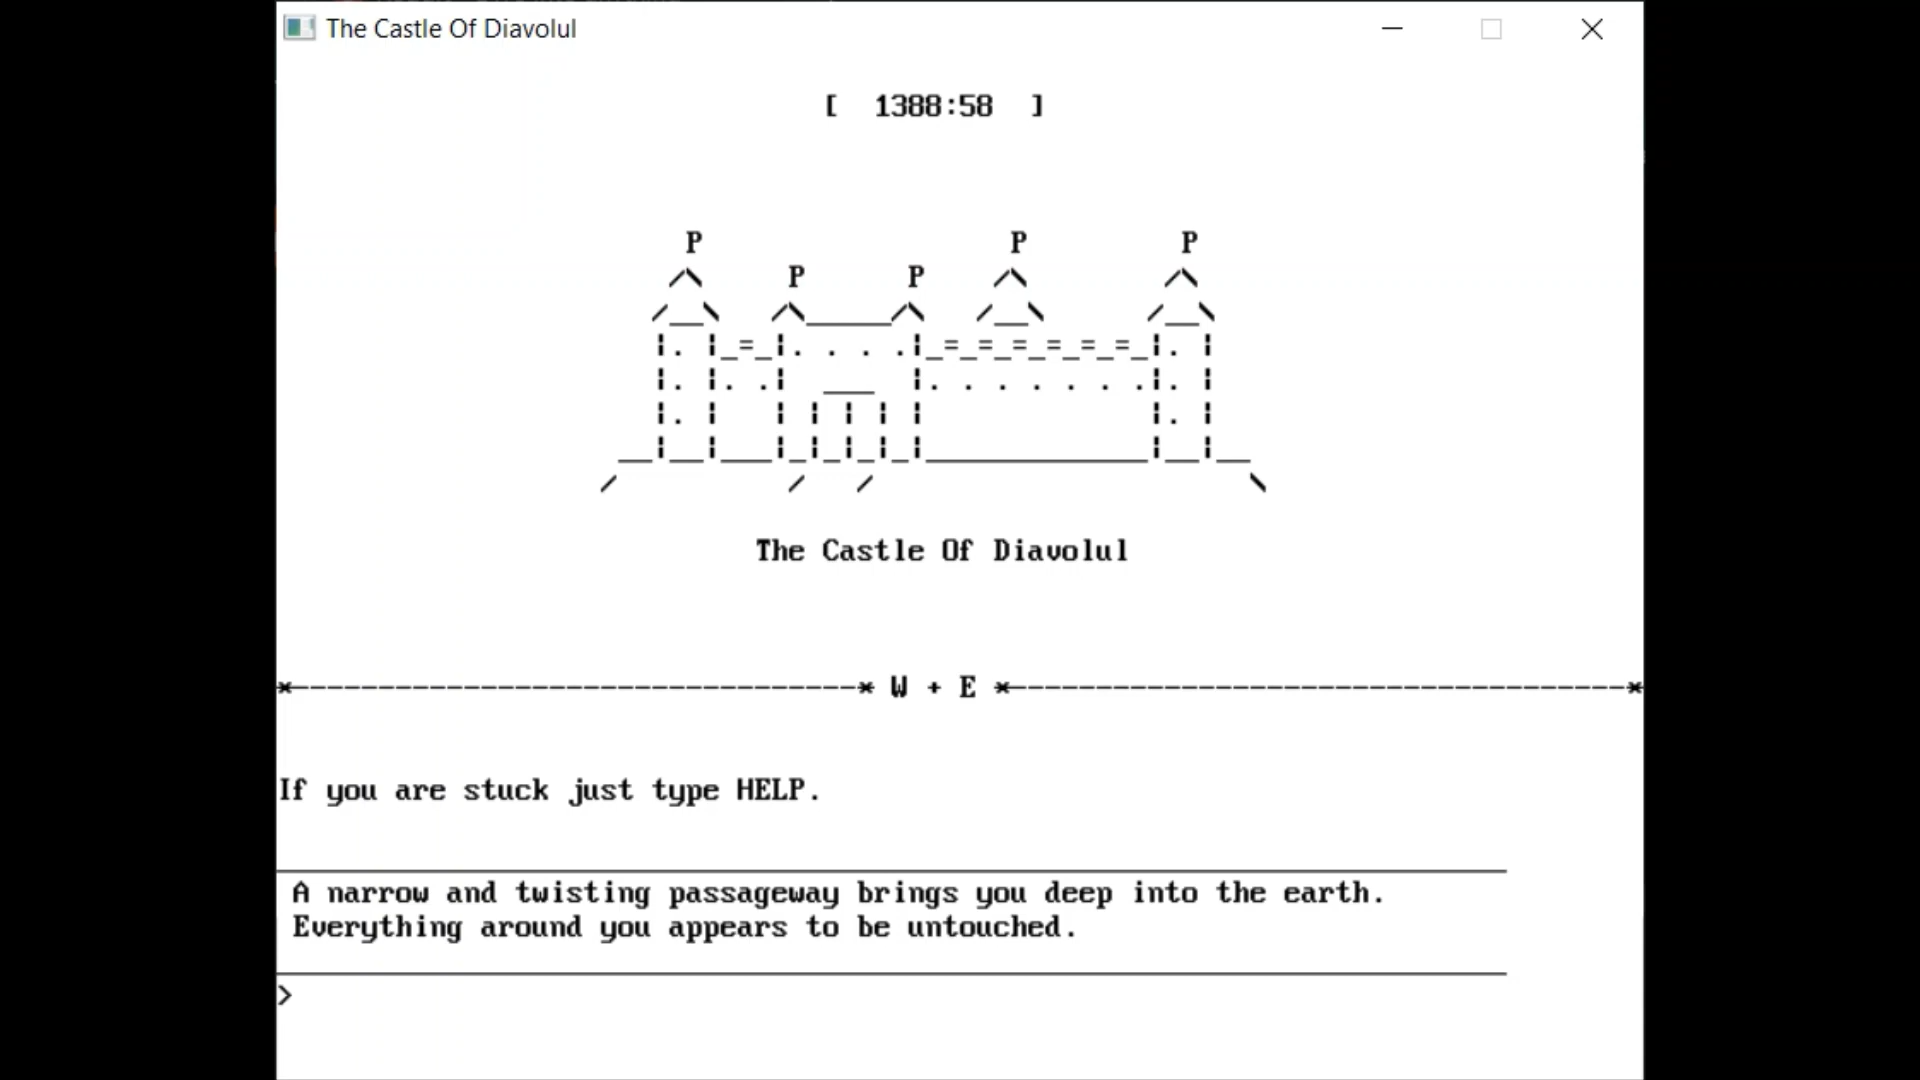 The Castle Of Diavolul
[ 1388:58 ]
P P P
P P
The Castle Of Diavolul
*----------------------------------* W + E *-------------------------------------*
If you are stuck just type HELP.
A narrow and twisting passageway brings you deep into the earth.
Everything around you appears to be untouched.
>